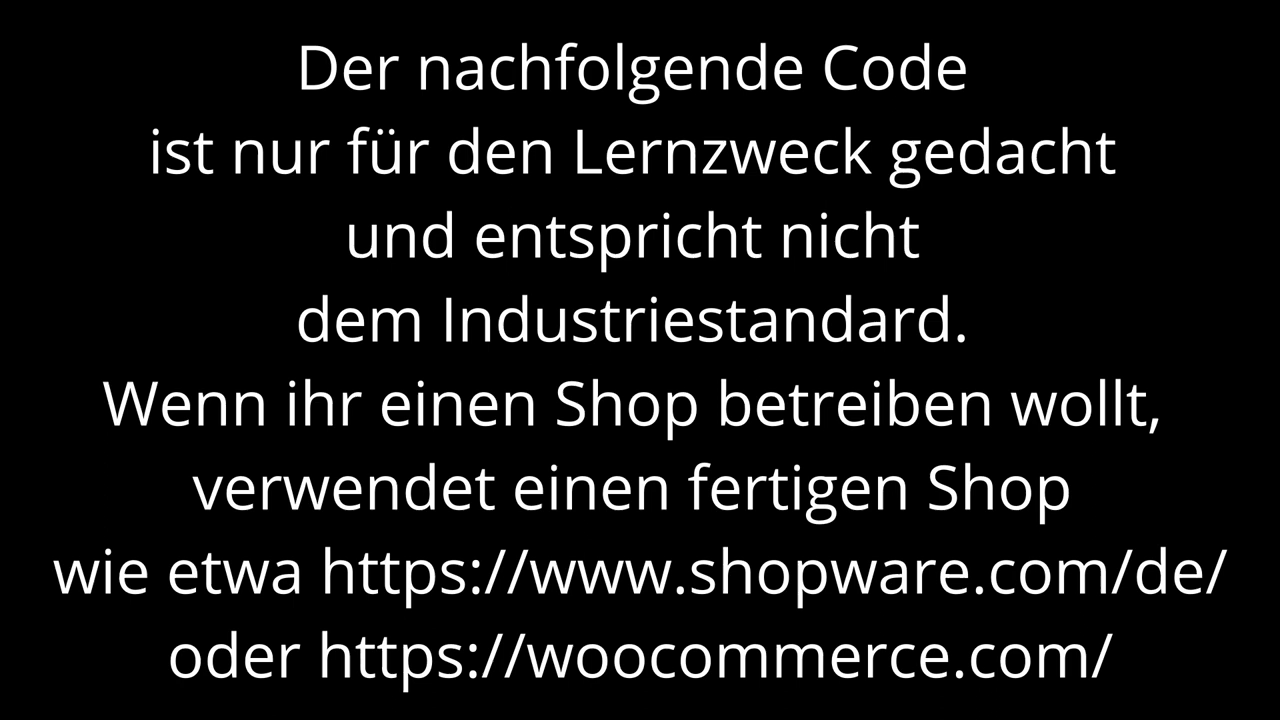 Der nachfolgende Code
ist nur für den Lernzweck gedacht
und entspricht nicht
dem Industriestandard.
Wenn ihr einen Shop betreiben wollt,
verwendet einen fertigen Shop
wie etwa https://www.shopware.com/de/
oder https://woocommerce.com/